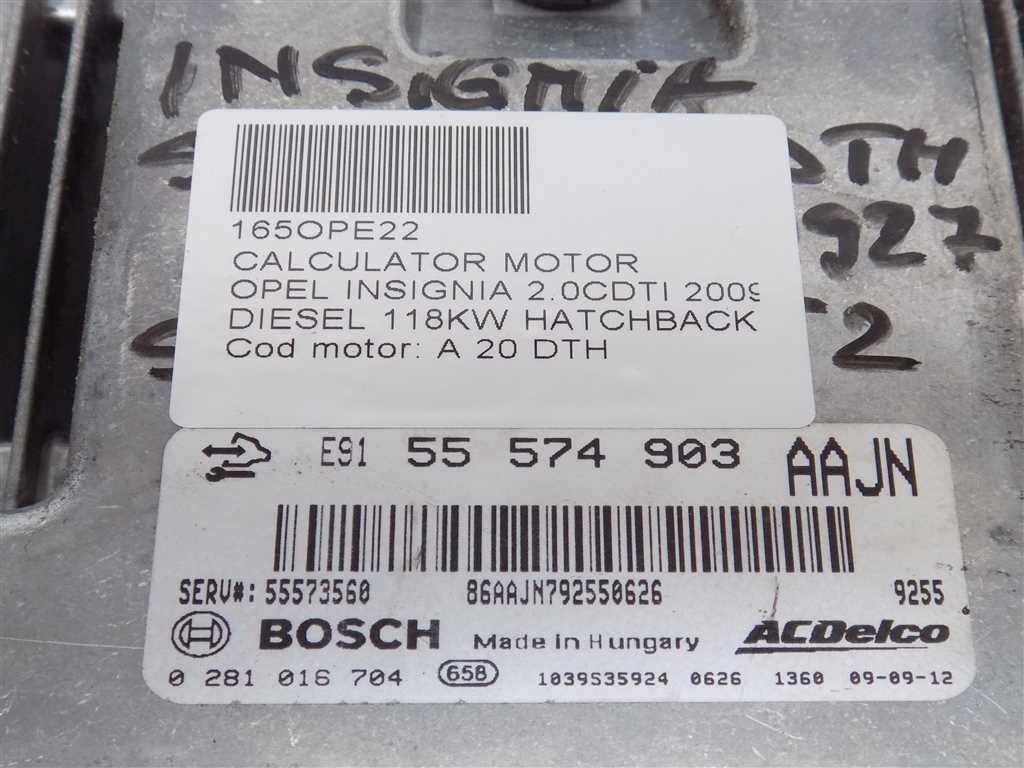 INSIGNIA
DTH
165OPE22
927
CALCULATOR MOTOR
OPEL INSIGNIA 2.0CDTI 2009
DIESEL 118KW HATCHBACK
Cod motor: A 20 DTH
2
E91 55 574 903 AAJN
SERV#: 55573560 86AAJN792550626 9255
BOSCH Made in Hungary ACDelco
0 281 016 704 658 1039S35924 0626 1360 09-09-12